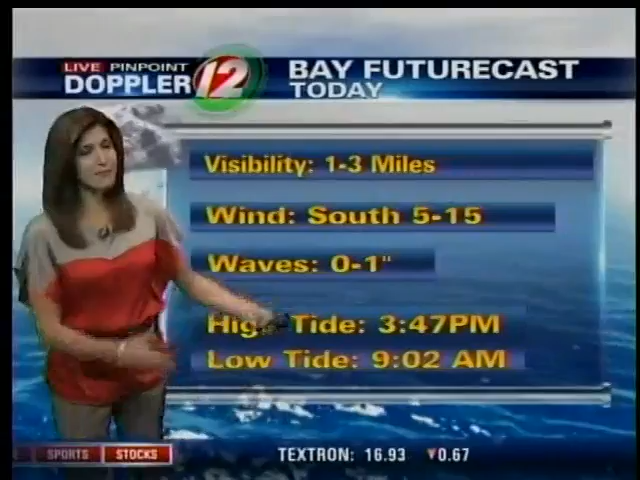 LIVE PINPOINT
DOPPLER 12
BAY FUTURECAST
TODAY
Visibility: 1-3 Miles
Wind: South 5-15
Waves: 0-1"
High Tide: 3:47PM
Low Tide: 9:02 AM
SPORTS STOCKS TEXTRON: 16.93 ▼0.67